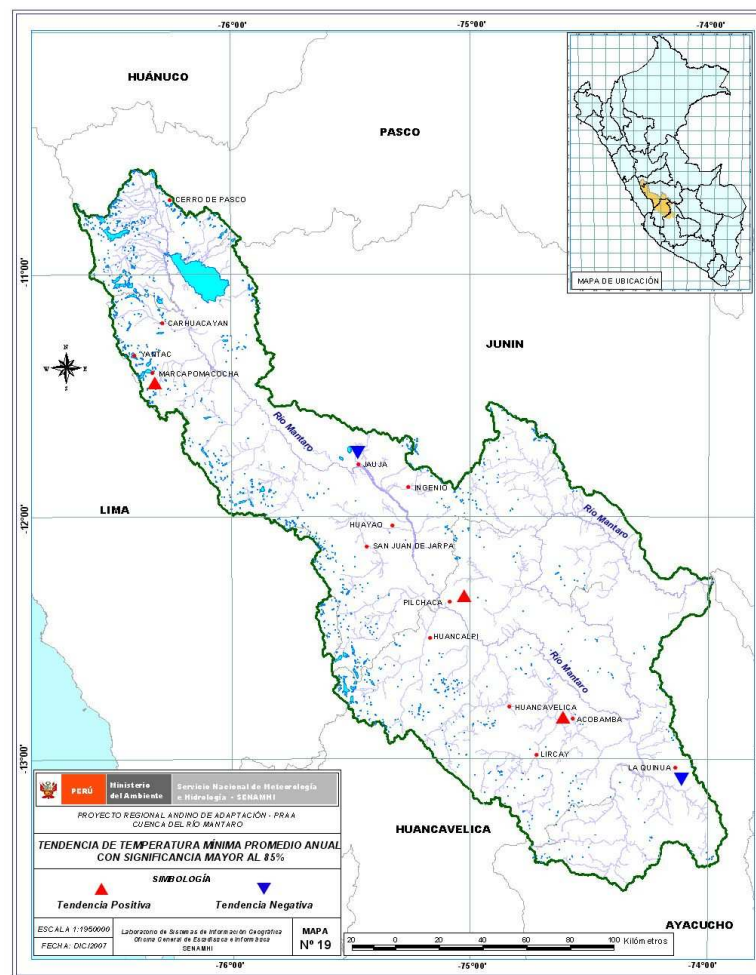 -76°00'
-75°00'
-74°00'
HUÁNUCO
PASCO
CERRO DE PASCO
MAPA DE UBICACIÓN
-11°00'
-11°00'
CARHUACAYAN
YANTAC
MARCAPOMACOCHA
N
W
E
S
JUNIN
Río Mantaro
JAUJA
INGENIO
LIMA
-12°00'
-12°00'
HUAYAO
SAN JUAN DE JARPA
Río Mantaro
PILCHACA
HUANCALPI
Río Mantaro
HUANCAVELICA
ACOBAMBA
LIRCAY
LA QUINUA
-13°00'
-13°00'
HUANCAVELICA
AYACUCHO
PERÚ
Ministerio
del Ambiente
Servicio Nacional de Meteorología
e Hidrología - SENAMHI
PROYECTO REGIONAL ANDINO DE ADAPTACIÓN - PRAA
CUENCA DEL RÍO MANTARO
TENDENCIA DE TEMPERATURA MÍNIMA PROMEDIO ANUAL
CON SIGNIFICANCIA MAYOR AL 85%
SIMBOLOGÍA
Tendencia Positiva
Tendencia Negativa
ESCALA 1:1950000
FECHA: DIC/2007
Laboratorio de Sistemas de Información Geográfica
Oficina General de Estadística e Informática
SENAMHI
MAPA
Nº 19
20 0 20 40 60 80 100 Kilómetros
-76°00'
-75°00'
-74°00'